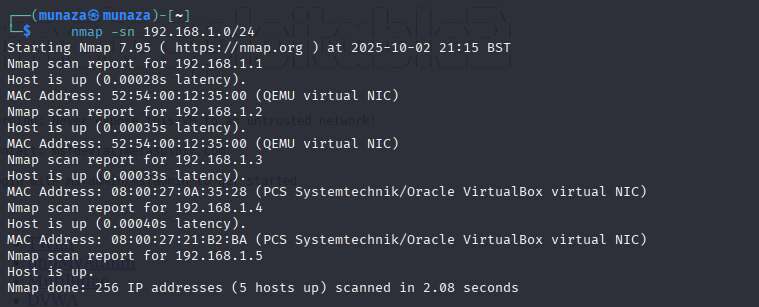 ┌──(munaza㉿munaza)-[~]
└─$ nmap -sn 192.168.1.0/24
Starting Nmap 7.95 ( https://nmap.org ) at 2025-10-02 21:15 BST
Nmap scan report for 192.168.1.1
Host is up (0.00028s latency).
MAC Address: 52:54:00:12:35:00 (QEMU virtual NIC)
Nmap scan report for 192.168.1.2
Host is up (0.00035s latency).
MAC Address: 52:54:00:12:35:00 (QEMU virtual NIC)
Nmap scan report for 192.168.1.3
Host is up (0.00033s latency).
MAC Address: 08:00:27:0A:35:28 (PCS Systemtechnik/Oracle VirtualBox virtual NIC)
Nmap scan report for 192.168.1.4
Host is up (0.00040s latency).
MAC Address: 08:00:27:21:B2:BA (PCS Systemtechnik/Oracle VirtualBox virtual NIC)
Nmap scan report for 192.168.1.5
Host is up.
Nmap done: 256 IP addresses (5 hosts up) scanned in 2.08 seconds
untrusted network!
started
DVWA